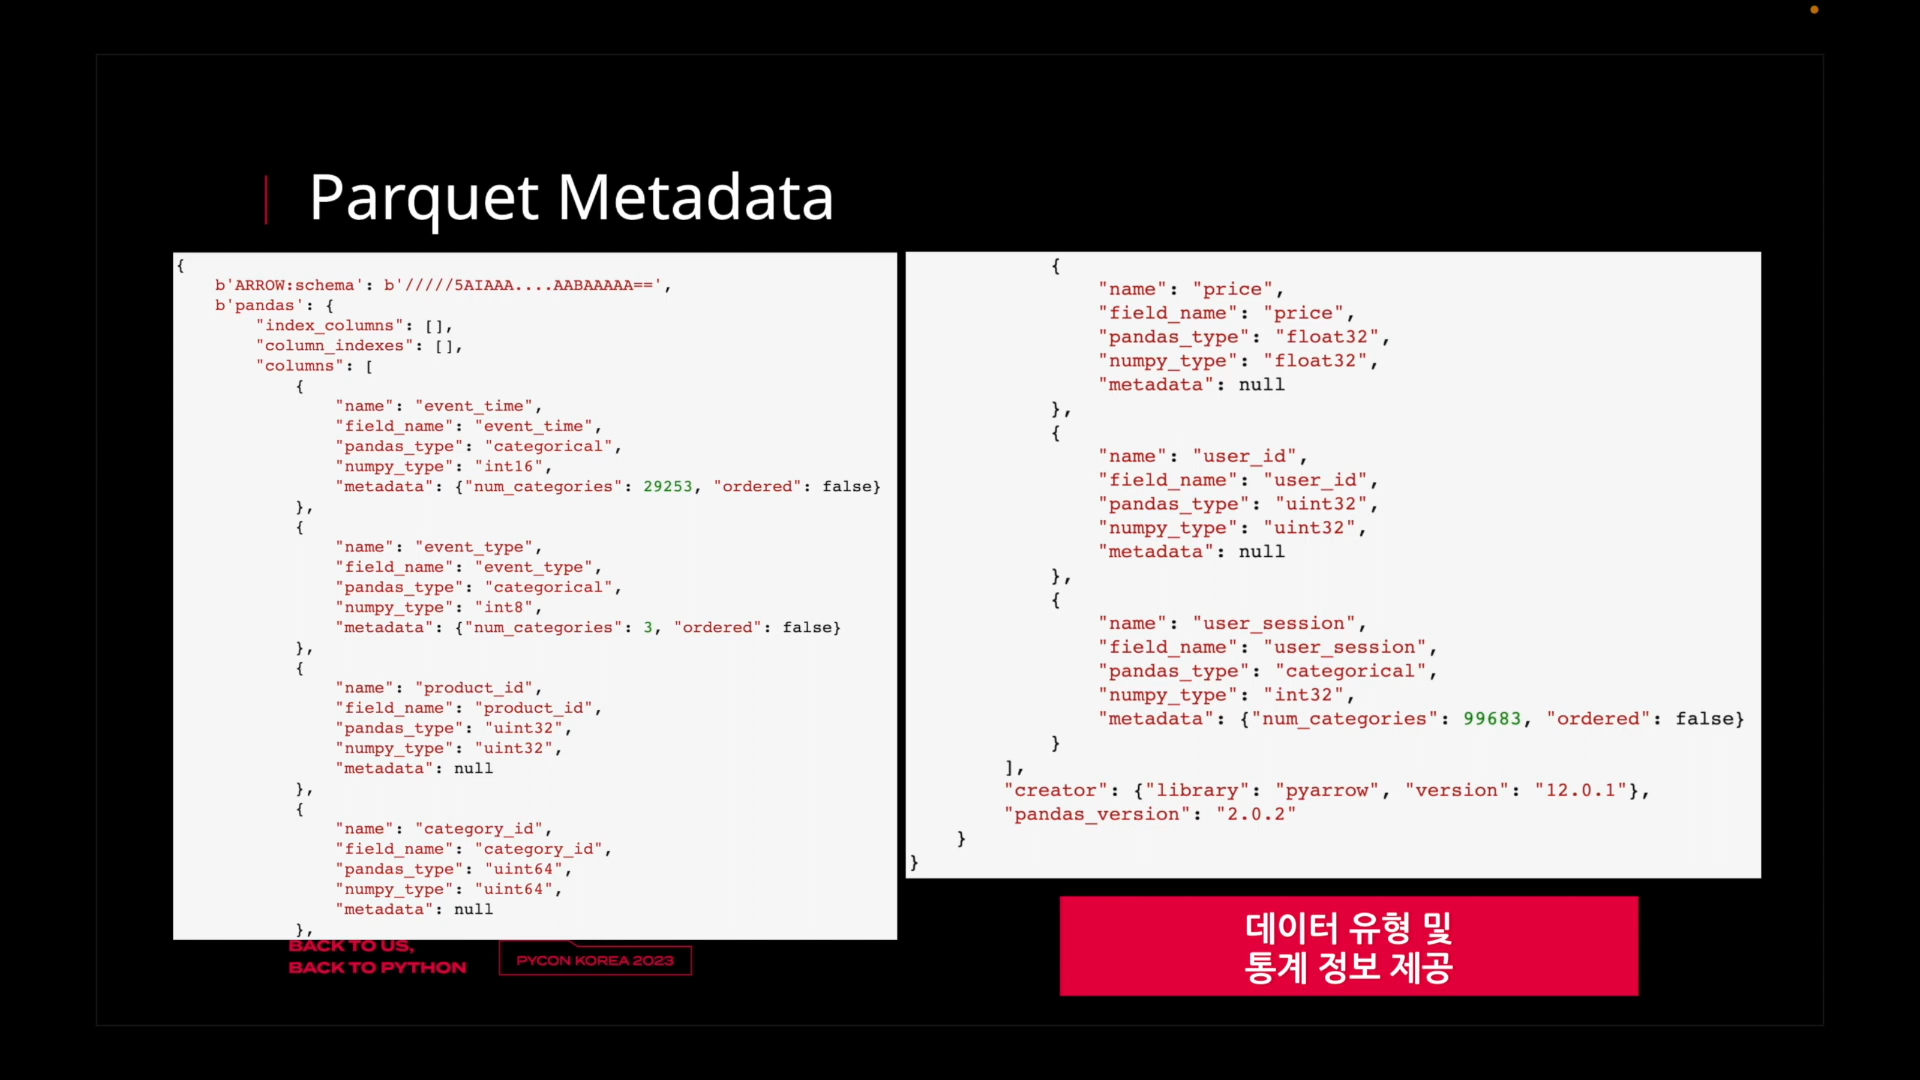 Parquet Metadata
{
b'ARROW:schema': b'/////5AIAAA....AABAAAAA==',
b'pandas': {
"index_columns": [],
"column_indexes": [],
"columns": [
{
"name": "event_time",
"field_name": "event_time",
"pandas_type": "categorical",
"numpy_type": "int16",
"metadata": {"num_categories": 29253, "ordered": false}
},
{
"name": "event_type",
"field_name": "event_type",
"pandas_type": "categorical",
"numpy_type": "int8",
"metadata": {"num_categories": 3, "ordered": false}
},
{
"name": "product_id",
"field_name": "product_id",
"pandas_type": "uint32",
"numpy_type": "uint32",
"metadata": null
},
{
"name": "category_id",
"field_name": "category_id",
"pandas_type": "uint64",
"numpy_type": "uint64",
"metadata": null
},
{
"name": "price",
"field_name": "price",
"pandas_type": "float32",
"numpy_type": "float32",
"metadata": null
},
{
"name": "user_id",
"field_name": "user_id",
"pandas_type": "uint32",
"numpy_type": "uint32",
"metadata": null
},
{
"name": "user_session",
"field_name": "user_session",
"pandas_type": "categorical",
"numpy_type": "int32",
"metadata": {"num_categories": 99683, "ordered": false}
}
],
"creator": {"library": "pyarrow", "version": "12.0.1"},
"pandas_version": "2.0.2"
}
}
데이터 유형 및
통계 정보 제공
BACK TO US,
BACK TO PYTHON
PYCON KOREA 2023